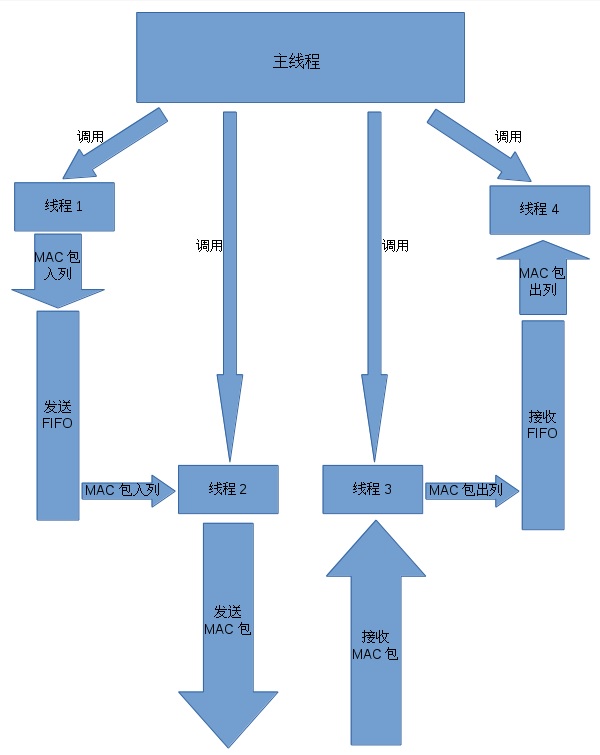 主线程
调用
调用
线程 1
线程 4
调用
调用
MAC 包
入列
MAC 包
出列
发送
FIFO
接收
FIFO
MAC 包入列
线程 2
线程 3
MAC 包出列
发送
MAC 包
接收
MAC 包